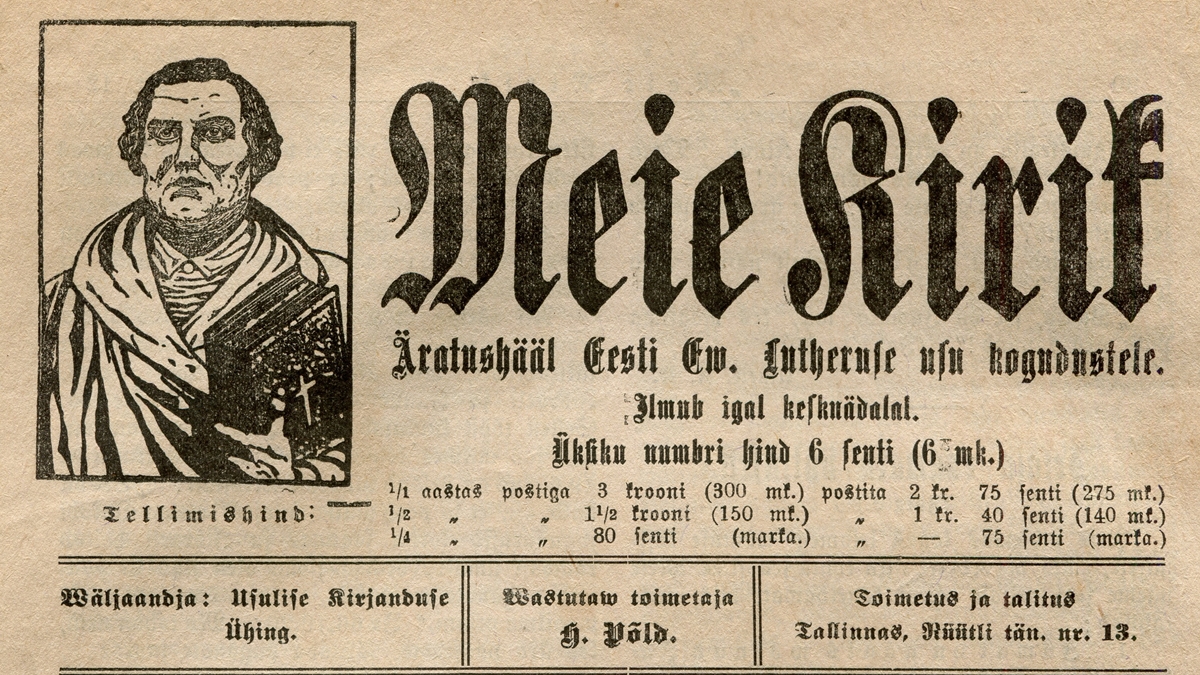 Meie Kirik
Äratushääl Eesti Ew. Lutheruse usu kogudustele.
Ilmub igal kesknädalal.
Üksiku numbri hind 6 senti (6 mk.)
Tellimishind:
1/1 aastas postiga 3 krooni (300 mk.) postita 2 kr. 75 senti (275 mk.)
1/2 „ „ 1 1/2 krooni (150 mk.) „ 1 kr. 40 senti (140 mk.)
1/4 „ „ 80 senti (marka.) „ — 75 senti (marka.)
Wäljaandja: Usulise Kirjanduse
Ühing.
Wastutaw toimetaja
H. Põld.
Toimetus ja talitus
Tallinnas, Rüütli tän. nr. 13.